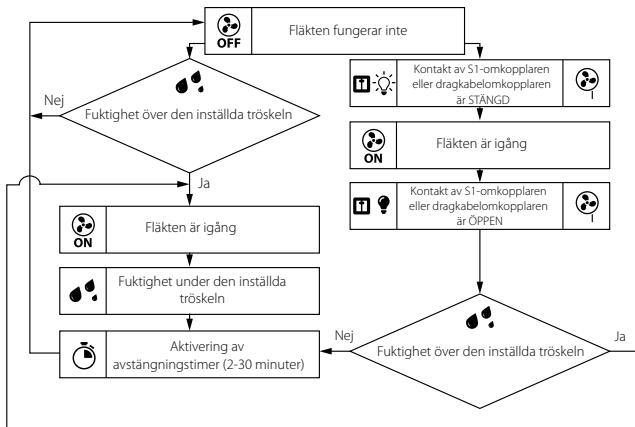 OFF
Fläkten fungerar inte
Nej
Fuktighet över den inställda tröskeln
Ja
ON
Fläkten är igång
Fuktighet under den inställda
tröskeln
Aktivering av
avstängningstimer (2-30 minuter)
Kontakt av S1-omkopplaren
eller dragkabelomkopplaren
är STÄNGD
ON
Fläkten är igång
Kontakt av S1-omkopplaren
eller dragkabelomkopplaren
är ÖPPEN
Nej
Fuktighet över den inställda tröskeln
Ja